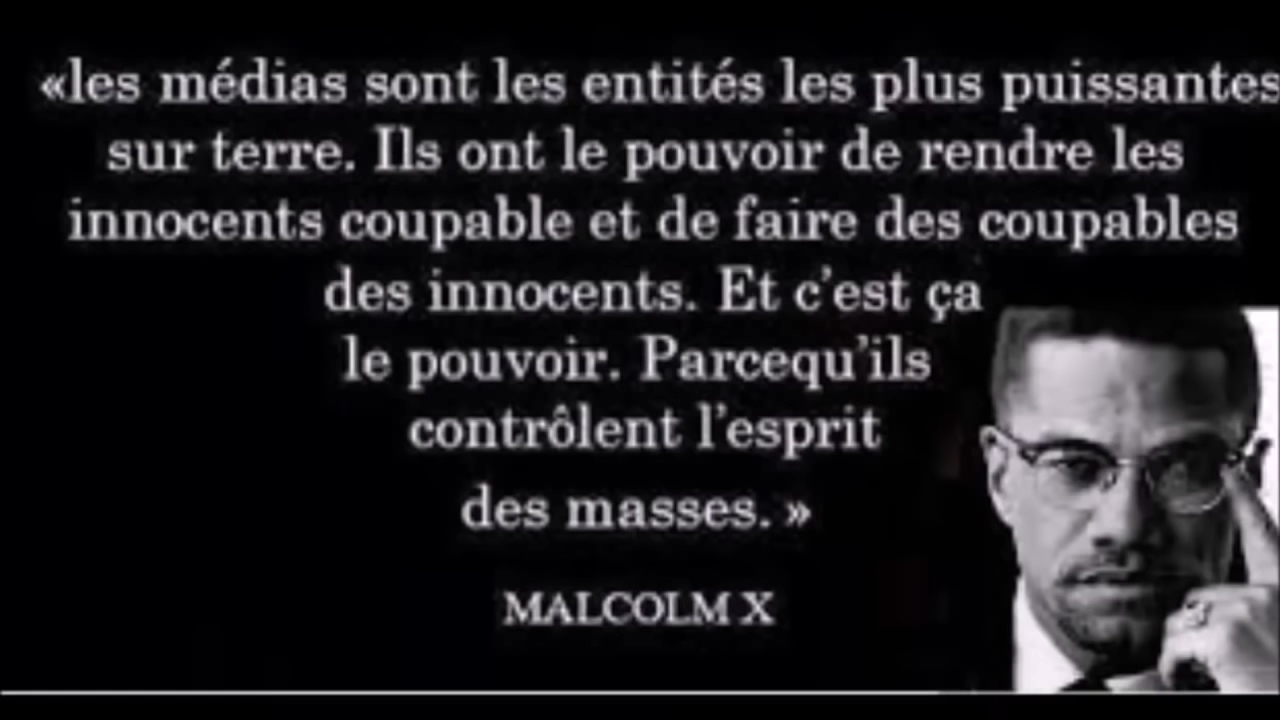 «les médias sont les entités les plus puissantes
sur terre. Ils ont le pouvoir de rendre les
innocents coupable et de faire des coupables
des innocents. Et c'est ça
le pouvoir. Parcequ'ils
contrôlent l'esprit
des masses. »
MALCOLM X